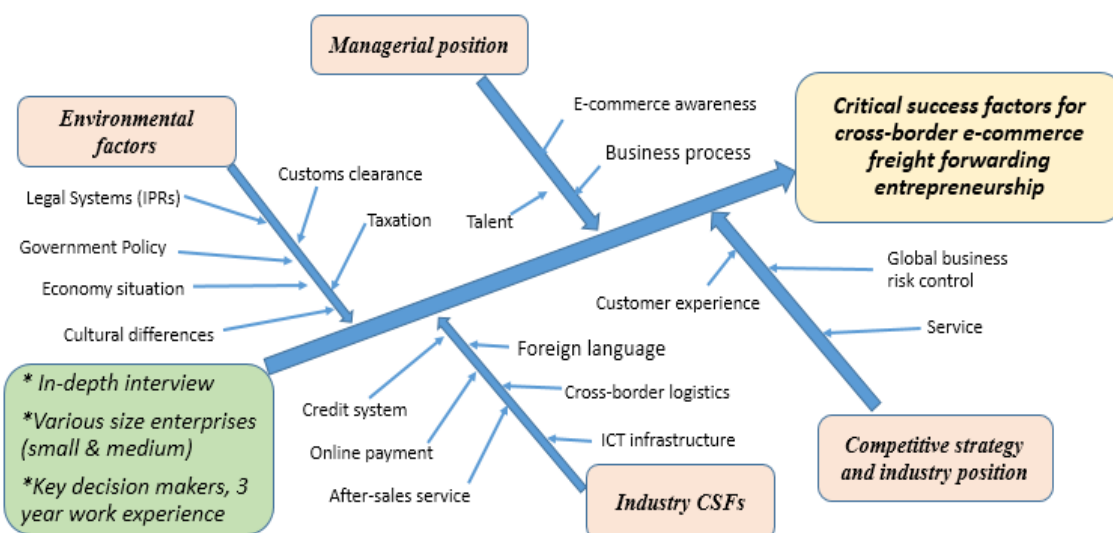 Managerial position
Environmental
factors
E-commerce awareness
Business process
Talent
Critical success factors for
cross-border e-commerce
freight forwarding
entrepreneurship
Customs clearance
Legal Systems (IPRs)
Taxation
Government Policy
Economy situation
Cultural differences
Global business
risk control
Customer experience
Service
* In-depth interview
*Various size enterprises
(small & medium)
*Key decision makers, 3
year work experience
Foreign language
Cross-border logistics
Credit system
ICT infrastructure
Online payment
After-sales service
Industry CSFs
Competitive strategy
and industry position